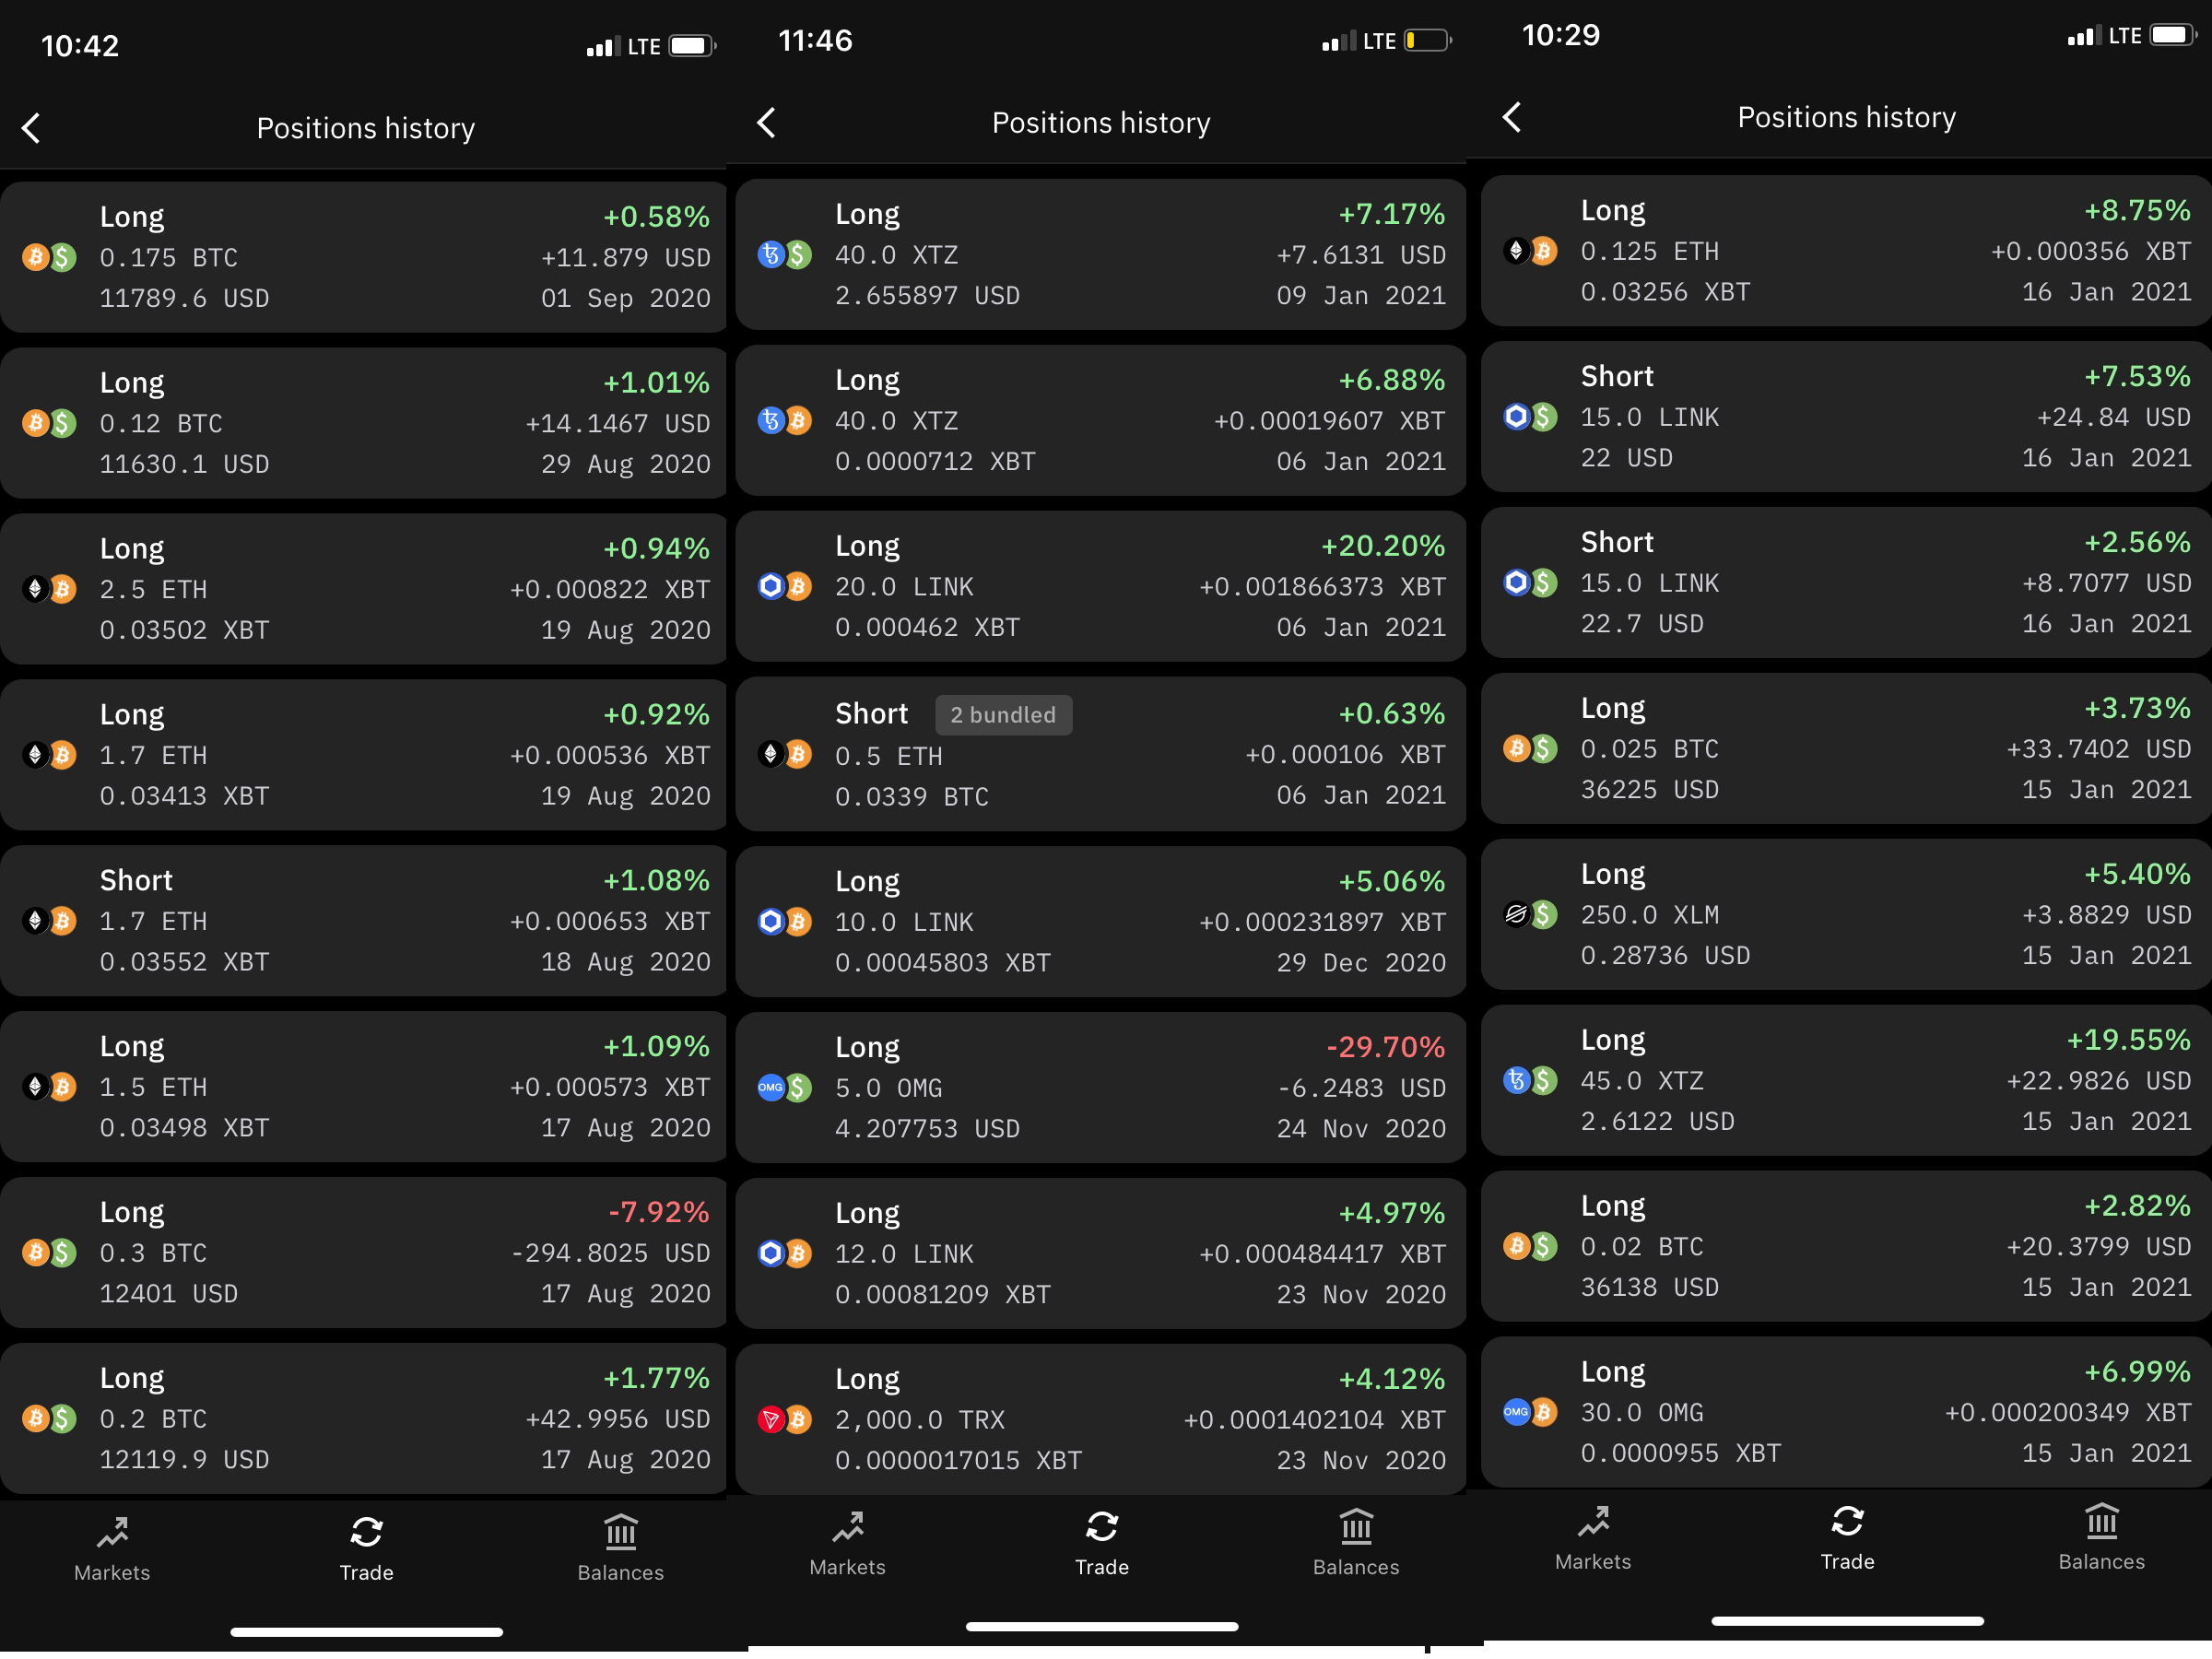 10:42
LTE
Positions history
Long
+0.58%
0.175 BTC
+11.879 USD
11789.6 USD
01 Sep 2020
Long
+1.01%
0.12 BTC
+14.1467 USD
11630.1 USD
29 Aug 2020
Long
+0.94%
2.5 ETH
+0.000822 XBT
0.03502 XBT
19 Aug 2020
Long
+0.92%
1.7 ETH
+0.000536 XBT
0.03413 XBT
19 Aug 2020
Short
+1.08%
1.7 ETH
+0.000653 XBT
0.03552 XBT
18 Aug 2020
Long
+1.09%
1.5 ETH
+0.000573 XBT
0.03498 XBT
17 Aug 2020
Long
-7.92%
0.3 BTC
-294.8025 USD
12401 USD
17 Aug 2020
Long
+1.77%
0.2 BTC
+42.9956 USD
12119.9 USD
17 Aug 2020
Markets
Trade
Balances
11:46
LTE
Positions history
Long
+7.17%
40.0 XTZ
+7.6131 USD
2.655897 USD
09 Jan 2021
Long
+6.88%
40.0 XTZ
+0.00019607 XBT
0.0000712 XBT
06 Jan 2021
Long
+20.20%
20.0 LINK
+0.001866373 XBT
0.000462 XBT
06 Jan 2021
Short
2 bundled
+0.63%
0.5 ETH
+0.000106 XBT
0.0339 BTC
06 Jan 2021
Long
+5.06%
10.0 LINK
+0.000231897 XBT
0.00045803 XBT
29 Dec 2020
Long
-29.70%
OMG
5.0 OMG
-6.2483 USD
4.207753 USD
24 Nov 2020
Long
+4.97%
12.0 LINK
+0.000484417 XBT
0.00081209 XBT
23 Nov 2020
Long
+4.12%
2,000.0 TRX
+0.0001402104 XBT
0.0000017015 XBT
23 Nov 2020
Markets
Trade
Balances
10:29
LTE
Positions history
Long
+8.75%
0.125 ETH
+0.000356 XBT
0.03256 XBT
16 Jan 2021
Short
+7.53%
15.0 LINK
+24.84 USD
22 USD
16 Jan 2021
Short
+2.56%
15.0 LINK
+8.7077 USD
22.7 USD
16 Jan 2021
Long
+3.73%
0.025 BTC
+33.7402 USD
36225 USD
15 Jan 2021
Long
+5.40%
250.0 XLM
+3.8829 USD
0.28736 USD
15 Jan 2021
Long
+19.55%
45.0 XTZ
+22.9826 USD
2.6122 USD
15 Jan 2021
Long
+2.82%
0.02 BTC
+20.3799 USD
36138 USD
15 Jan 2021
Long
+6.99%
OMG
30.0 OMG
+0.000200349 XBT
0.0000955 XBT
15 Jan 2021
Markets
Trade
Balances